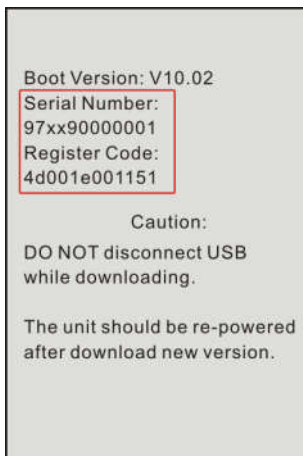 Boot Version: V10.02
Serial Number:
97xx90000001
Register Code:
4d001e001151
Caution:
DO NOT disconnect USB
while downloading.
The unit should be re-powered
after download new version.